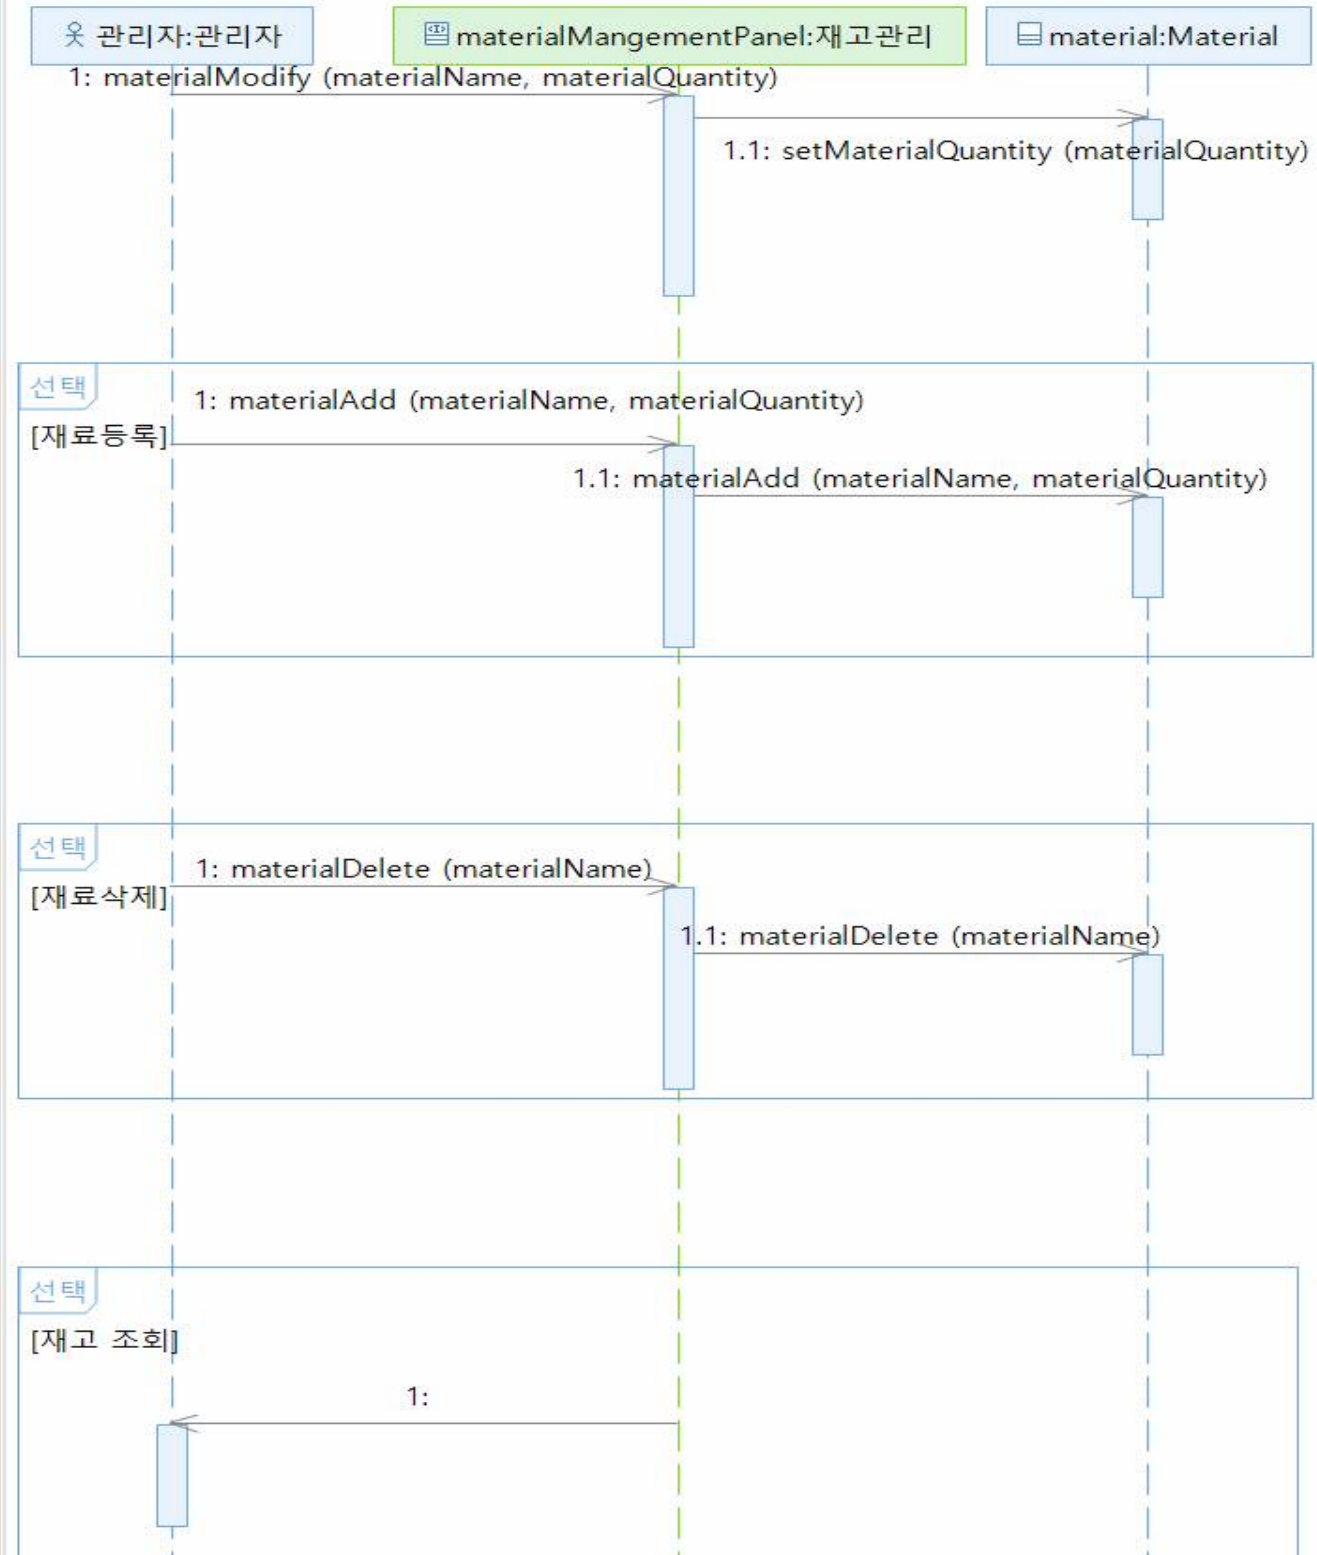 관리자:관리자
materialMangementPanel:재고관리
material:Material
1: materialModify (materialName, materialQuantity)
1.1: setMaterialQuantity (materialQuantity)
선택
1: materialAdd (materialName, materialQuantity)
[재료등록]
1.1: materialAdd (materialName, materialQuantity)
선택
1: materialDelete (materialName)
[재료삭제]
1.1: materialDelete (materialName)
선택
[재고 조회]
1: